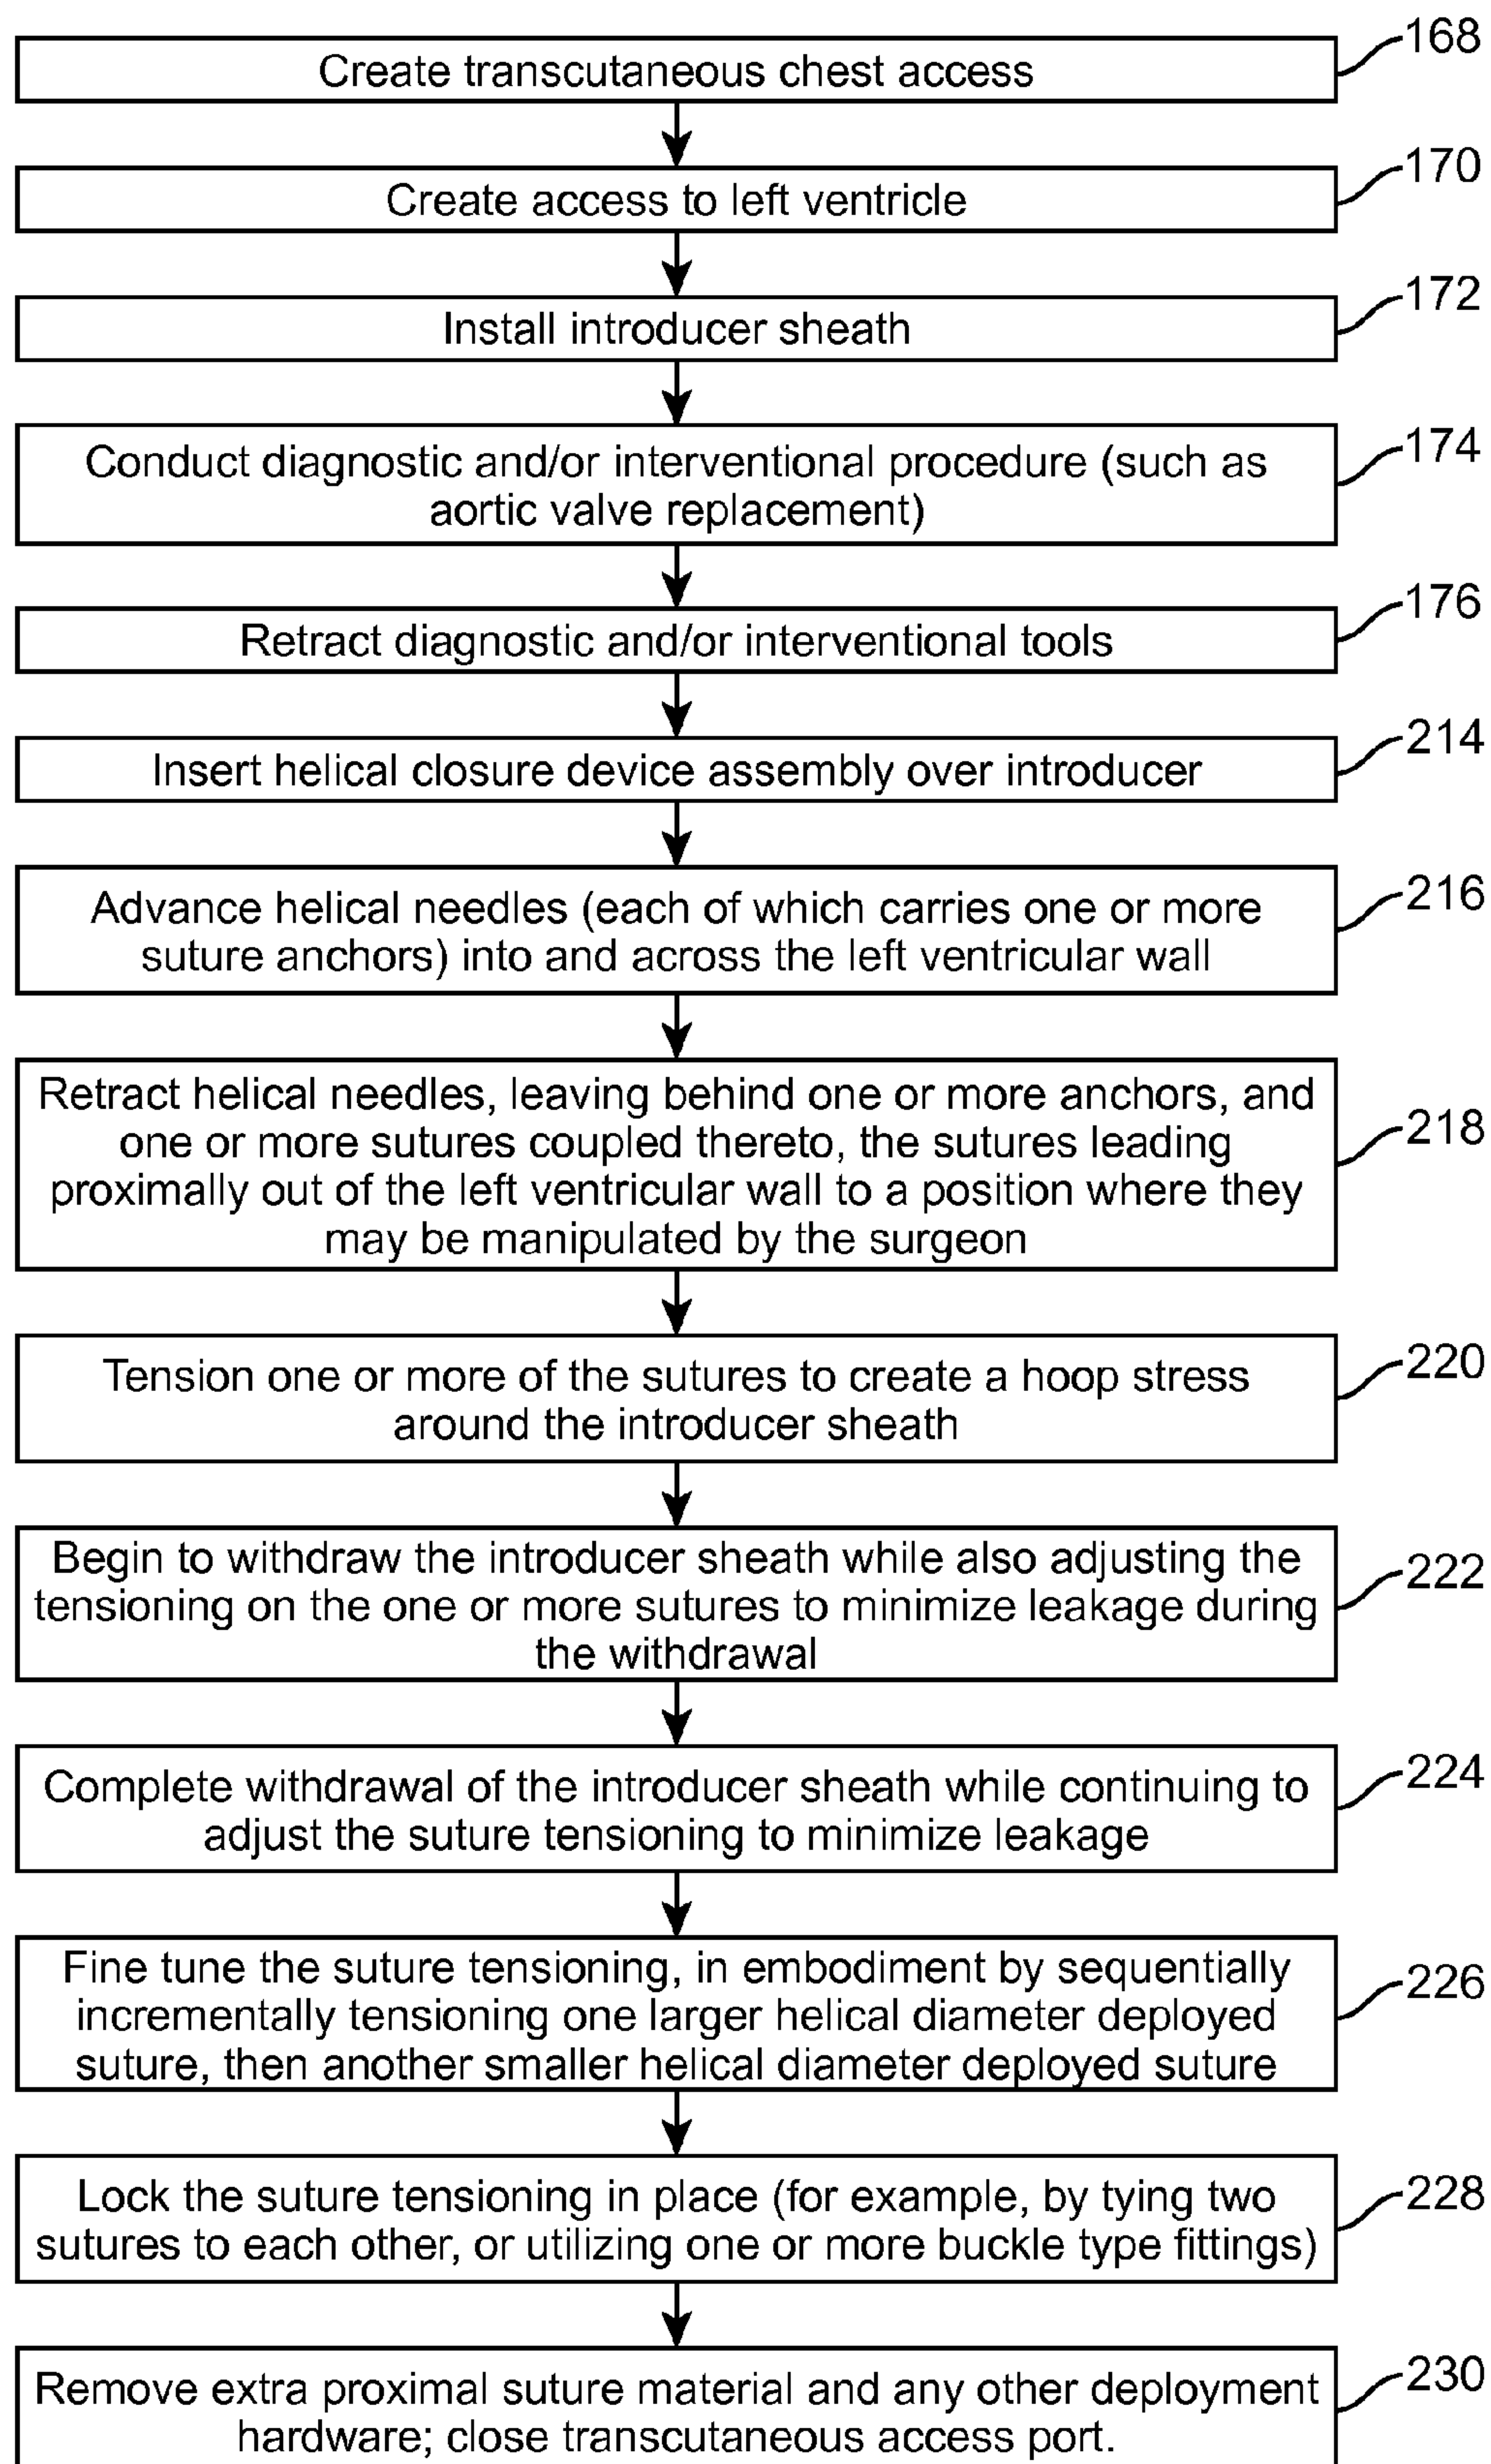 168
Create transcutaneous chest access
170
Create access to left ventricle
172
Install introducer sheath
174
Conduct diagnostic and/or interventional procedure (such as
aortic valve replacement)
176
Retract diagnostic and/or interventional tools
214
Insert helical closure device assembly over introducer
216
Advance helical needles (each of which carries one or more
suture anchors) into and across the left ventricular wall
218
Retract helical needles, leaving behind one or more anchors, and
one or more sutures coupled thereto, the sutures leading
proximally out of the left ventricular wall to a position where they
may be manipulated by the surgeon
220
Tension one or more of the sutures to create a hoop stress
around the introducer sheath
222
Begin to withdraw the introducer sheath while also adjusting the
tensioning on the one or more sutures to minimize leakage during
the withdrawal
224
Complete withdrawal of the introducer sheath while continuing to
adjust the suture tensioning to minimize leakage
226
Fine tune the suture tensioning, in embodiment by sequentially
incrementally tensioning one larger helical diameter deployed
suture, then another smaller helical diameter deployed suture
228
Lock the suture tensioning in place (for example, by tying two
sutures to each other, or utilizing one or more buckle type fittings)
230
Remove extra proximal suture material and any other deployment
hardware; close transcutaneous access port.